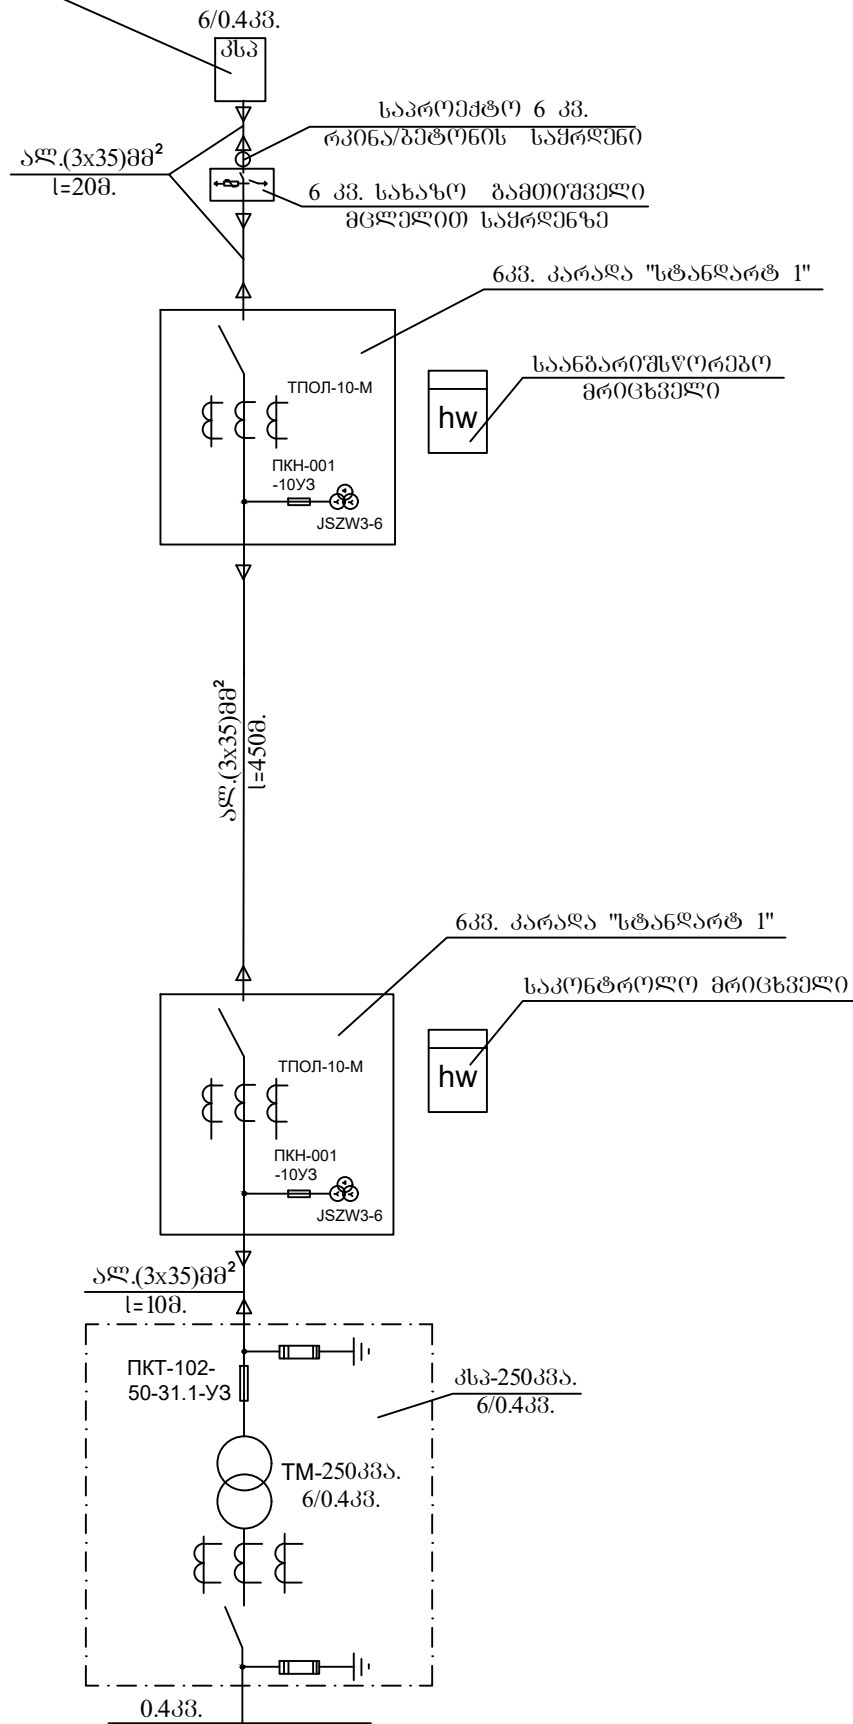 6/0.4კვ.
კსპ
საპროექტო 6 კვ.
რკინა/ბეტონის საყრდენი
ალ.(3x35)მმ²
l=20მ.
6 კვ. სახაზო გამთიშველი
მცლელით საყრდენზე
6კვ. კარადა "სტანდარტ 1"
საანგარიშსწორებო
მრიცხველი
hw
ТПОЛ-10-М
ПКН-001
-10УЗ
JSZW3-6
ალ.(3x35)მმ²
l=450მ.
6კვ. კარადა "სტანდარტ 1"
საკონტროლო მრიცხველი
hw
ТПОЛ-10-М
ПКН-001
-10УЗ
JSZW3-6
ალ.(3x35)მმ²
l=10მ.
ПКТ-102-
50-31.1-УЗ
კსპ-250კვა.
6/0.4კვ.
ТМ-250კვა.
6/0.4კვ.
0.4კვ.